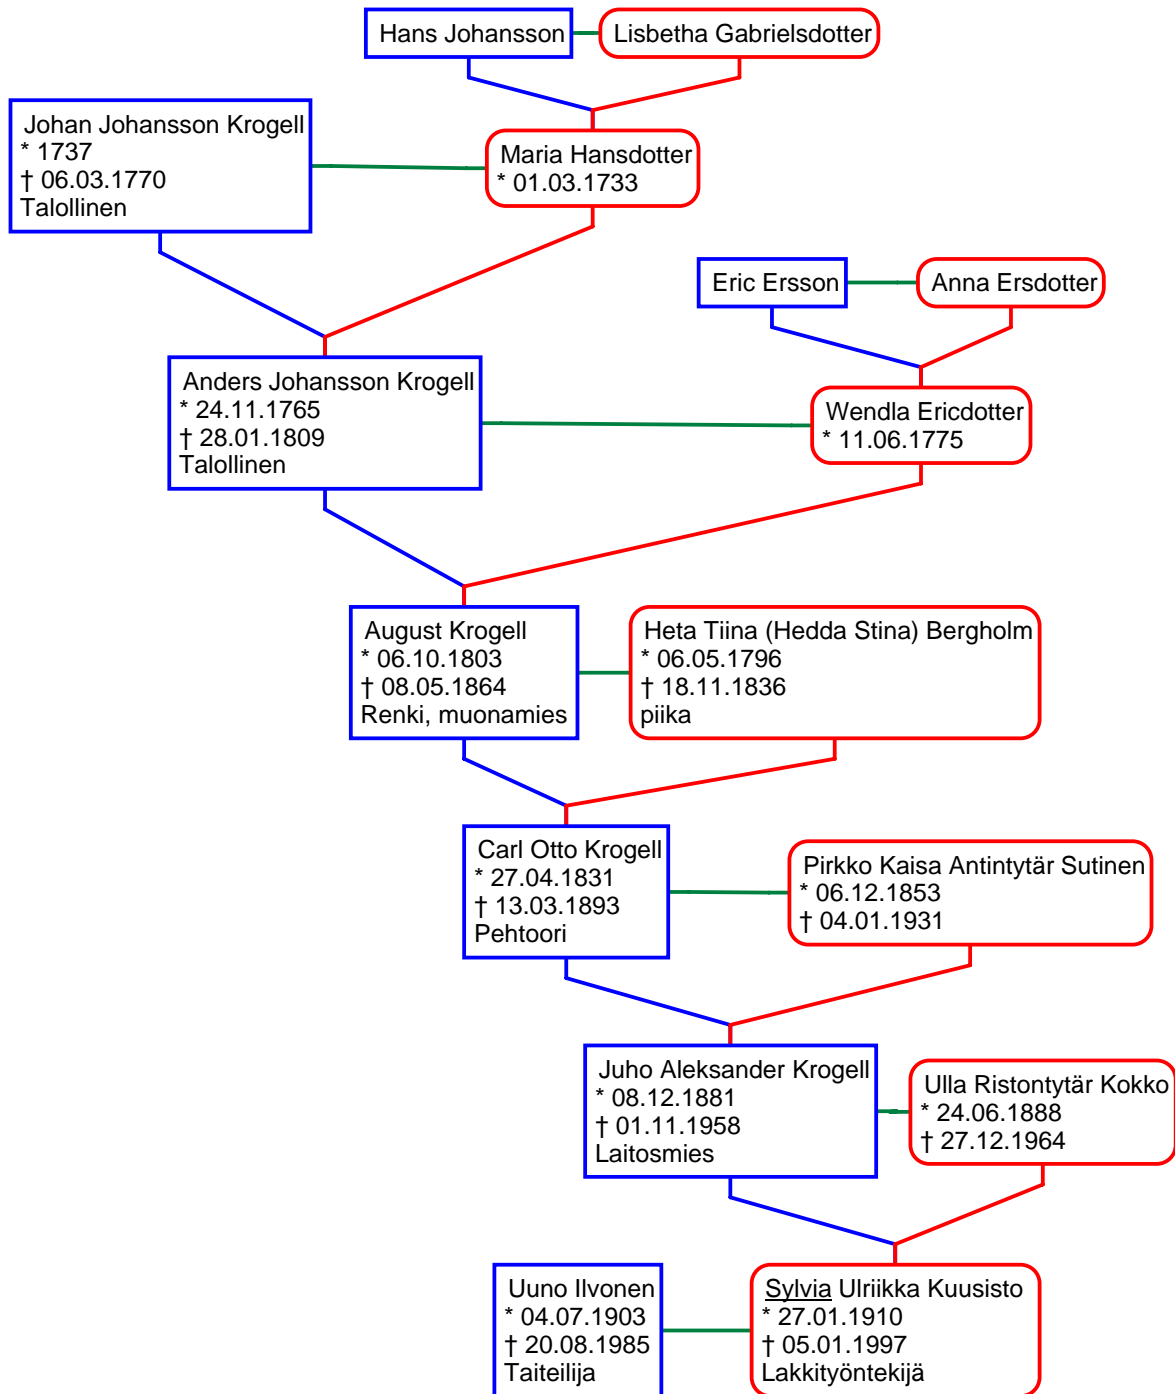 Hans Johansson
Lisbetha Gabrielsdotter
Johan Johansson Krogell
* 1737
† 06.03.1770
Talollinen
Maria Hansdotter
* 01.03.1733
Eric Ersson
Anna Ersdotter
Anders Johansson Krogell
* 24.11.1765
† 28.01.1809
Talollinen
Wendla Ericdotter
* 11.06.1775
August Krogell
* 06.10.1803
† 08.05.1864
Renki, muonamies
Heta Tiina (Hedda Stina) Bergholm
* 06.05.1796
† 18.11.1836
piika
Carl Otto Krogell
* 27.04.1831
† 13.03.1893
Pehtoori
Pirkko Kaisa Antintytär Sutinen
* 06.12.1853
† 04.01.1931
Juho Aleksander Krogell
* 08.12.1881
† 01.11.1958
Laitosmies
Ulla Ristontytär Kokko
* 24.06.1888
† 27.12.1964
Uuno Ilvonen
* 04.07.1903
† 20.08.1985
Taiteilija
Sylvia Ulriikka Kuusisto
* 27.01.1910
† 05.01.1997
Lakkityöntekijä